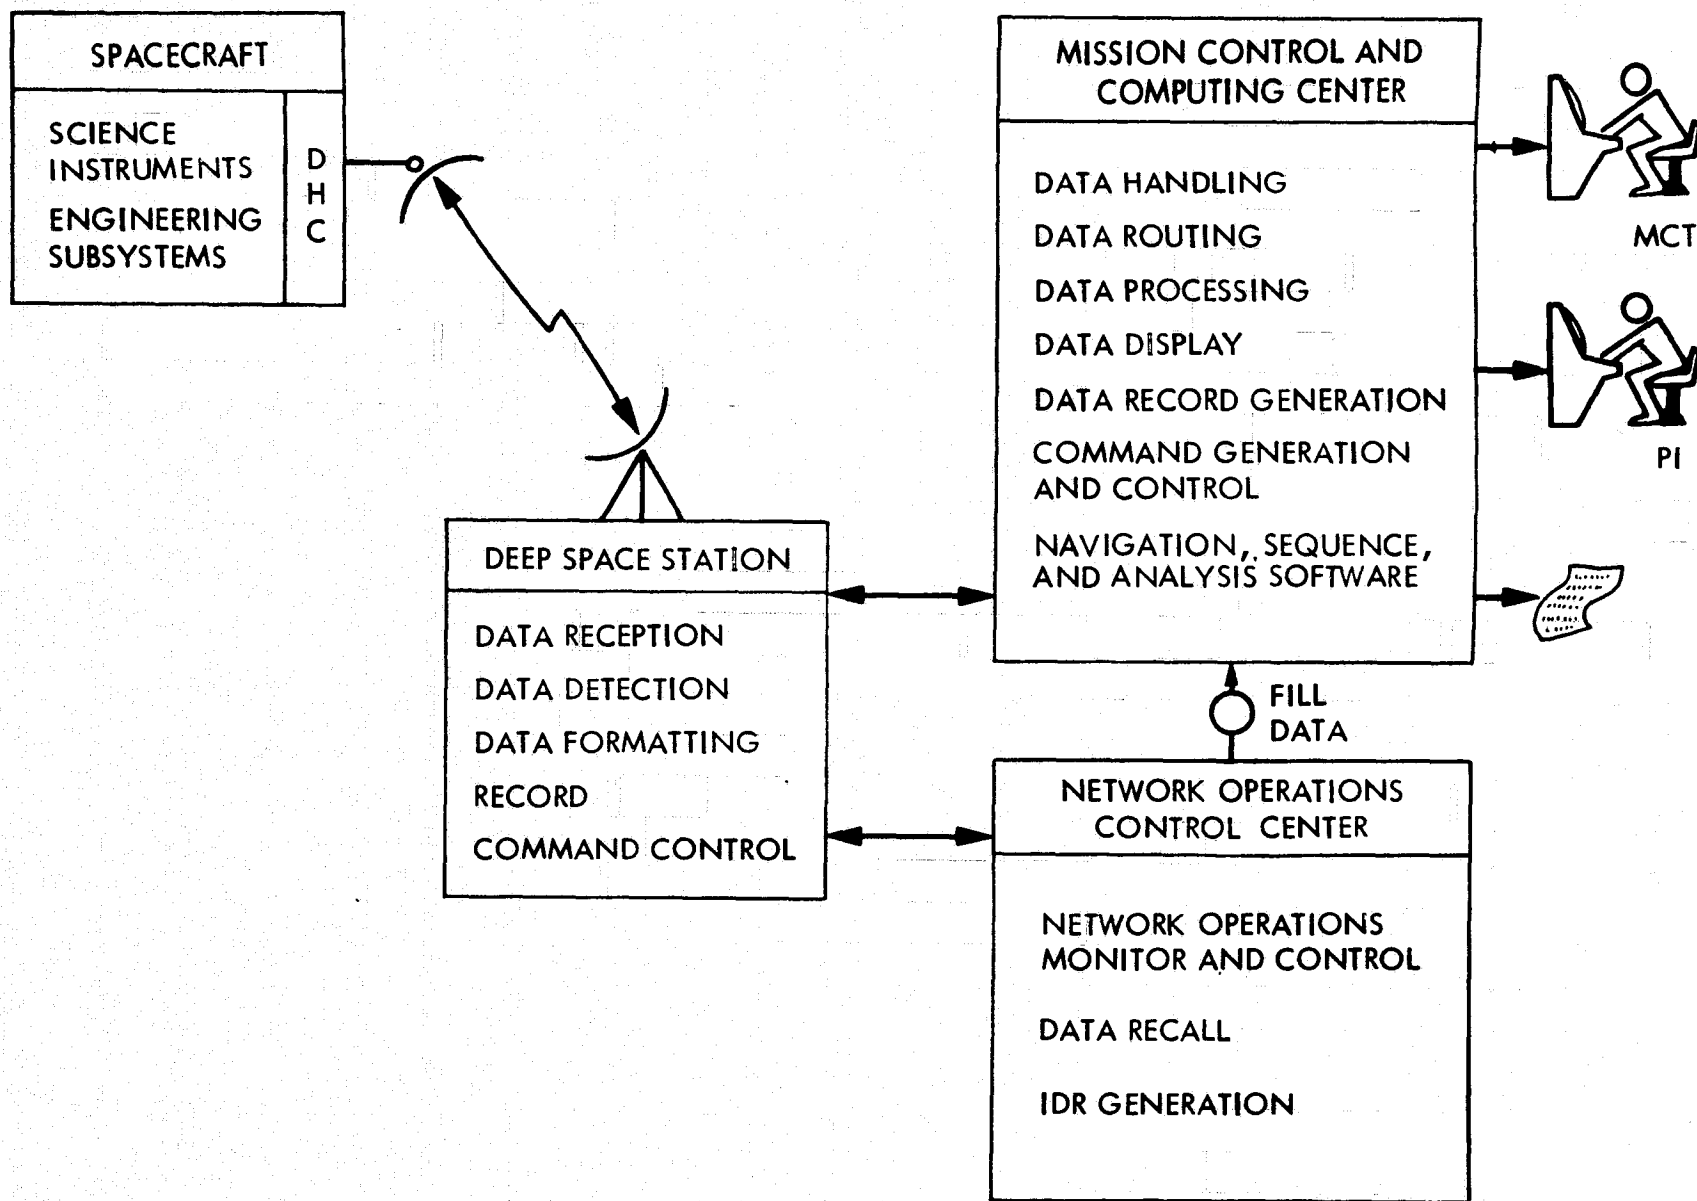 SPACECRAFT
SCIENCE
INSTRUMENTS
ENGINEERING
SUBSYSTEMS
D
H
C
DEEP SPACE STATION
DATA RECEPTION
DATA DETECTION
DATA FORMATTING
RECORD
COMMAND CONTROL
MISSION CONTROL AND
COMPUTING CENTER
DATA HANDLING
DATA ROUTING
DATA PROCESSING
DATA DISPLAY
DATA RECORD GENERATION
COMMAND GENERATION
AND CONTROL
NAVIGATION, SEQUENCE,
AND ANALYSIS SOFTWARE
MCT
PI
FILL
DATA
NETWORK OPERATIONS
CONTROL CENTER
NETWORK OPERATIONS
MONITOR AND CONTROL
DATA RECALL
IDR GENERATION